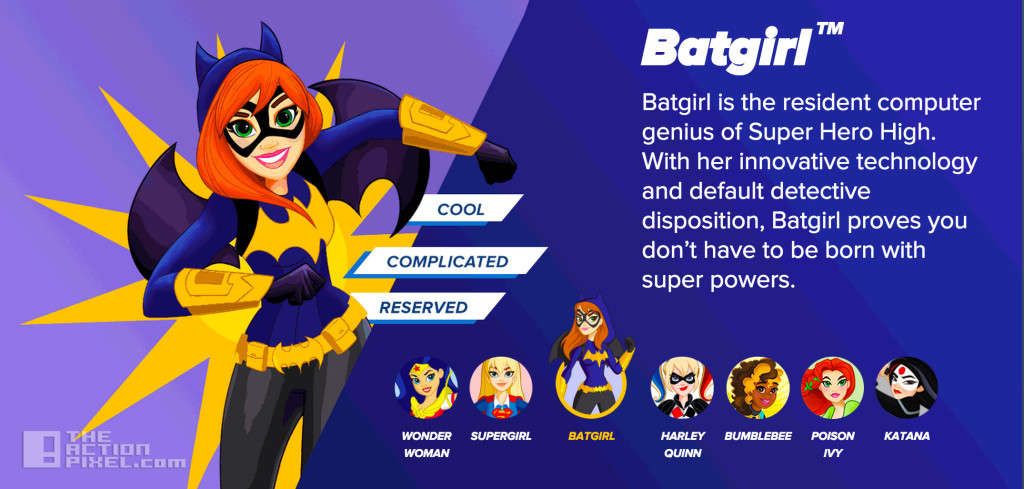 Batgirl™
Batgirl is the resident computer
genius of Super Hero High.
With her innovative technology
and default detective
disposition, Batgirl proves you
don’t have to be born with
super powers.
COOL
COMPLICATED
RESERVED
WONDER
WOMAN
SUPERGIRL
BATGIRL
HARLEY
QUINN
BUMBLEBEE
POISON
IVY
KATANA
THE
ACTION
PIXEL.com